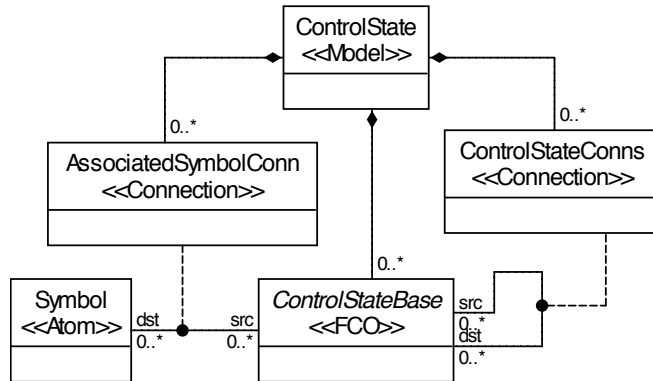 ControlState
<<Model>>
0..*
0..*
AssociatedSymbolConn
<<Connection>>
ControlStateConns
<<Connection>>
0..*
Symbol
<<Atom>>
dst
0..*
src
0..*
ControlStateBase
<<FCO>>
src
0..*
dst
0..*